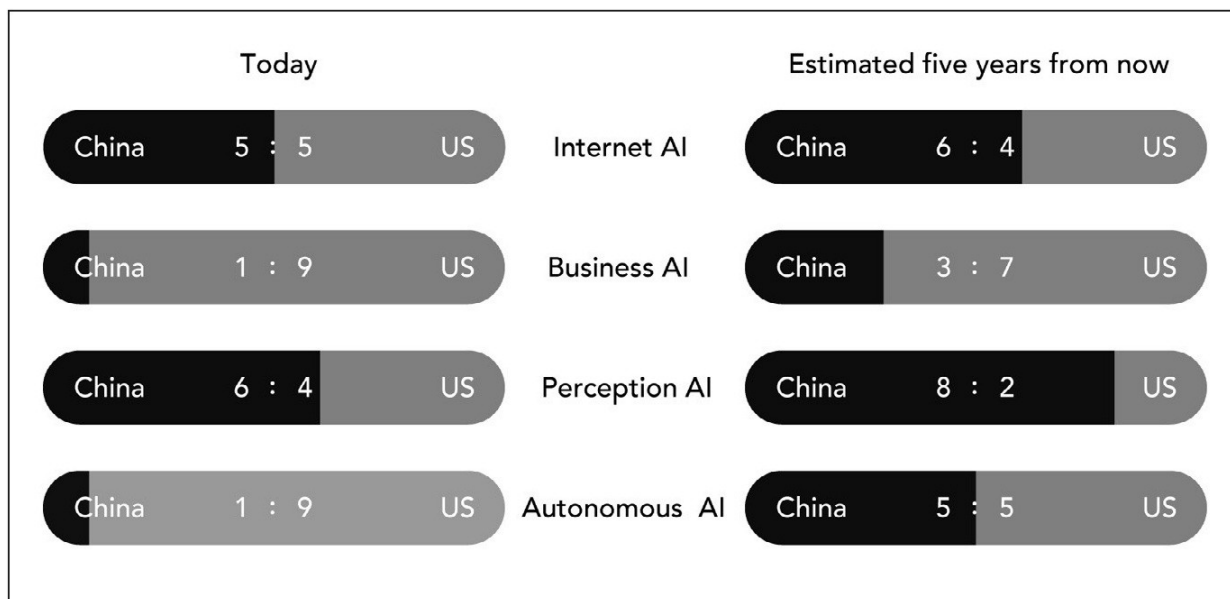 Today Estimated five years from now
China 5 : 5 US Internet AI China 6 : 4 US
China 1 : 9 US Business AI China 3 : 7 US
China 6 : 4 US Perception AI China 8 : 2 US
China 1 : 9 US Autonomous AI China 5 : 5 US